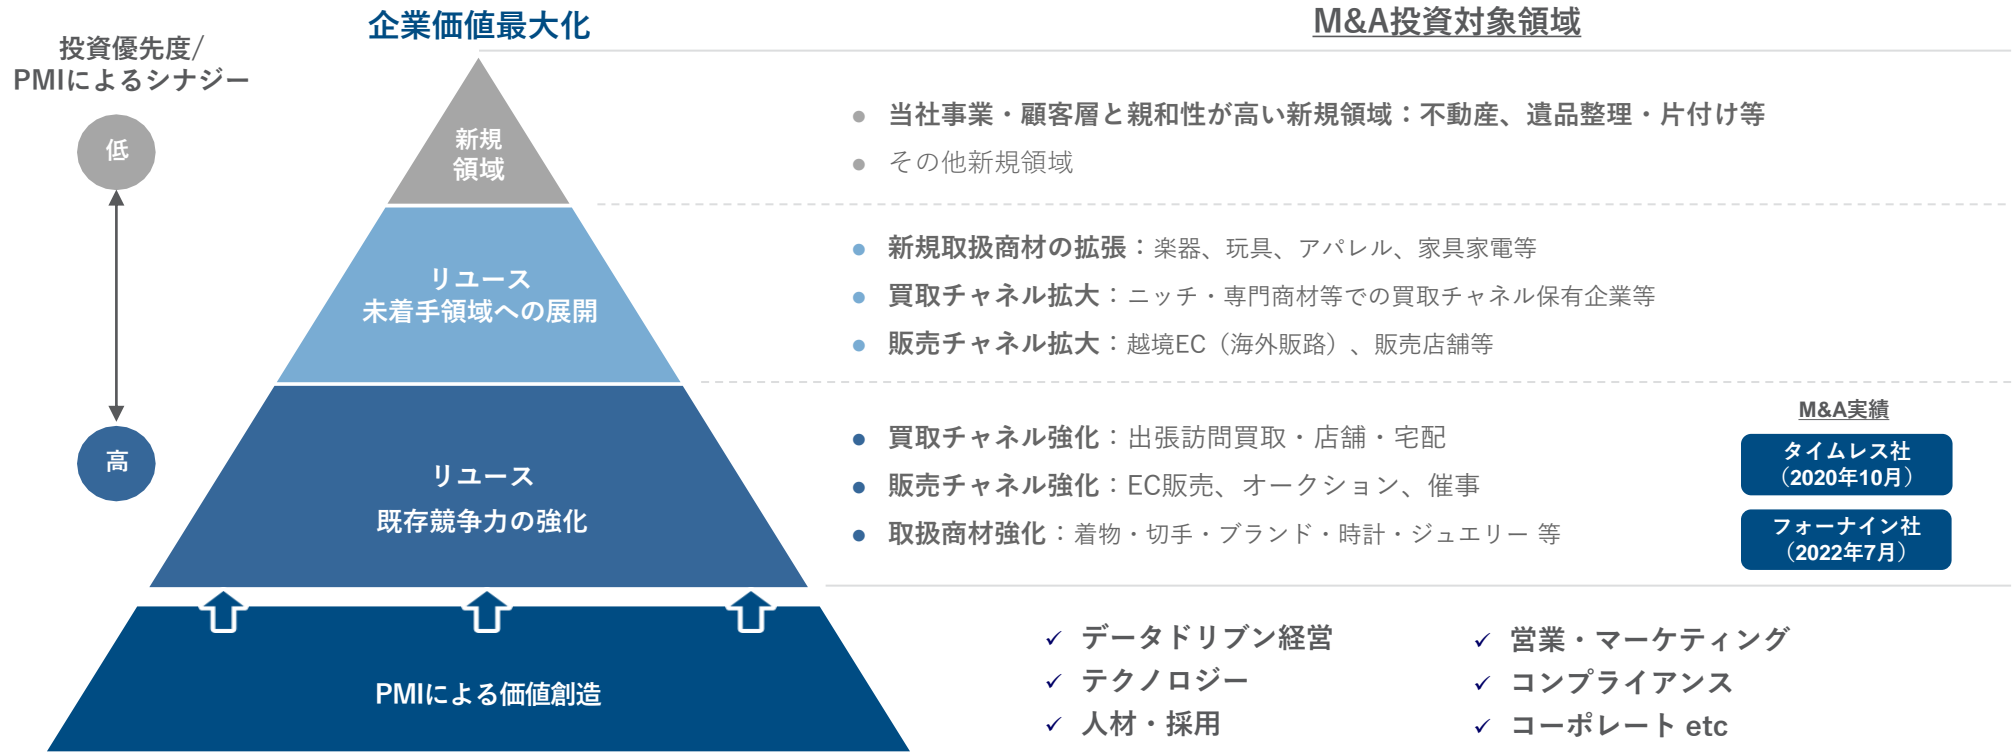 企業価値最大化
M&A投資対象領域
投資優先度/
PMIによるシナジー
低
高
新規
領域
当社事業・顧客層と親和性が高い新規領域：不動産、遺品整理・片付け等
その他新規領域
リユース
未着手領域への展開
新規取扱商材の拡張：楽器、玩具、アパレル、家具家電等
買取チャネル拡大：ニッチ・専門商材等での買取チャネル保有企業等
販売チャネル拡大：越境EC（海外販路）、販売店舗等
リユース
既存競争力の強化
買取チャネル強化：出張訪問買取・店舗・宅配
販売チャネル強化：EC販売、オークション、催事
取扱商材強化：着物・切手・ブランド・時計・ジュエリー 等
M&A実績
タイムレス社
（2020年10月）
フォーナイン社
（2022年7月）
PMIによる価値創造
データドリブン経営
テクノロジー
人材・採用
営業・マーケティング
コンプライアンス
コーポレート etc